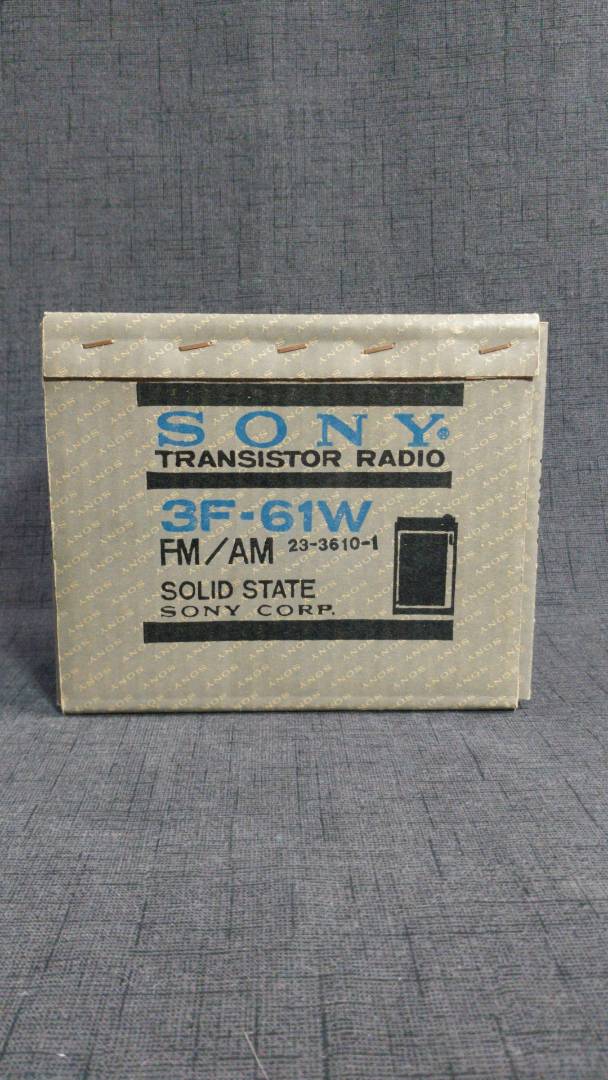 SONY®
TRANSISTOR RADIO
3F-61W
FM/AM 23-3610-1
SOLID STATE
SONY CORP.